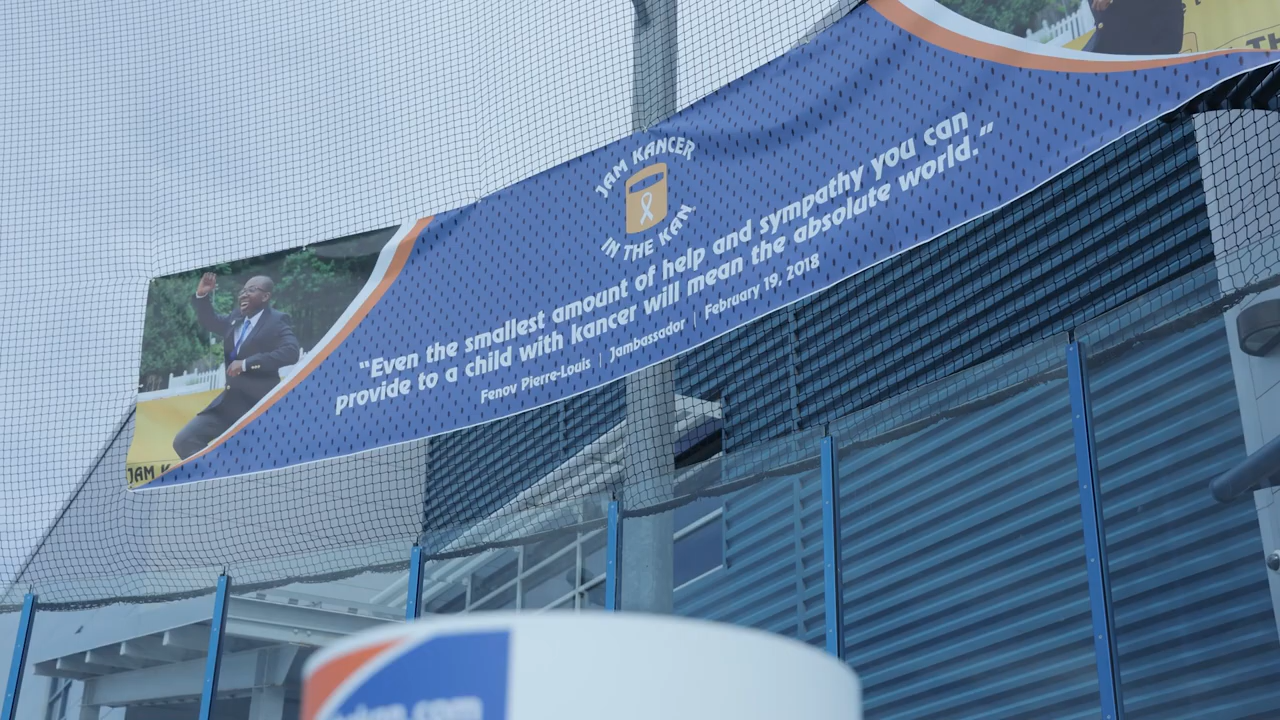 JAM KANCER
IN THE KAN
“Even the smallest amount of help and sympathy you can
provide to a child with kancer will mean the absolute world.”
Fenov Pierre-Louis | Jambassador | February 19, 2018
JAM